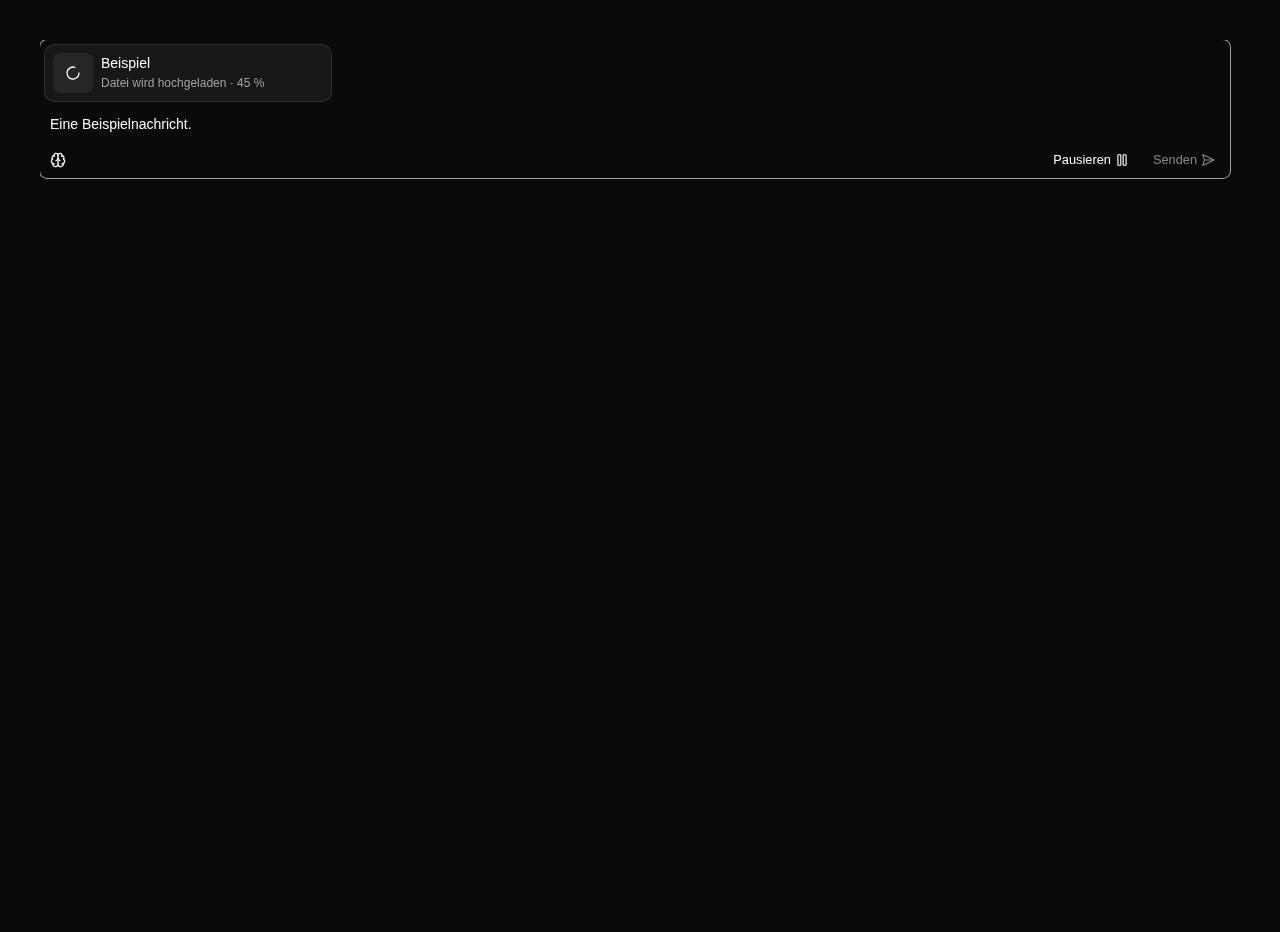 Beispiel
Datei wird hochgeladen · 45 %
Eine Beispielnachricht.
Pausieren Senden